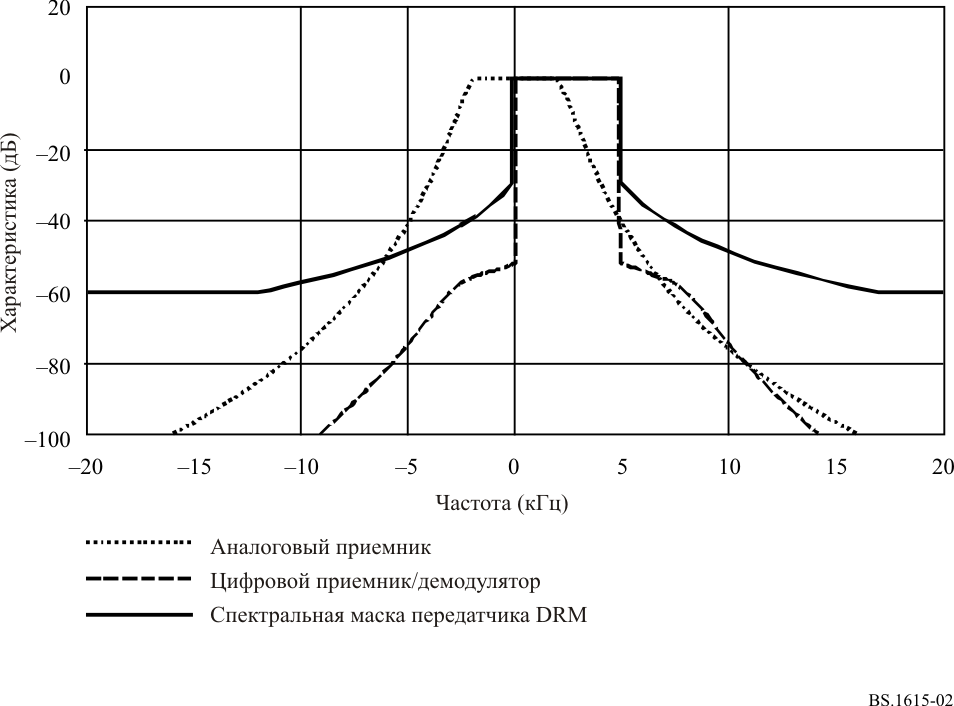 20
0
–20
–40
–60
–80
–100
Характеристика (дБ)
–20 –15 –10 –5 0 5 10 15 20
Частота (кГц)
Аналоговый приемник
Цифровой приемник/демодулятор
Спектральная маска передатчика DRM
BS.1615-02